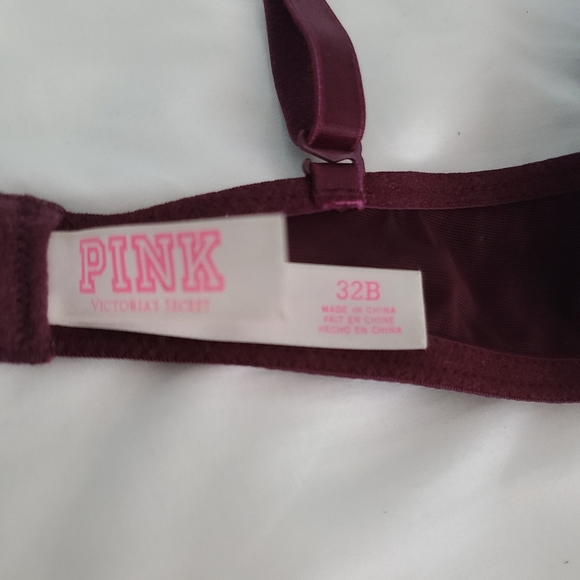 PINK
VICTORIA'S SECRET
32B
MADE IN CHINA
FAIT EN CHINE
HECHO EN CHINA